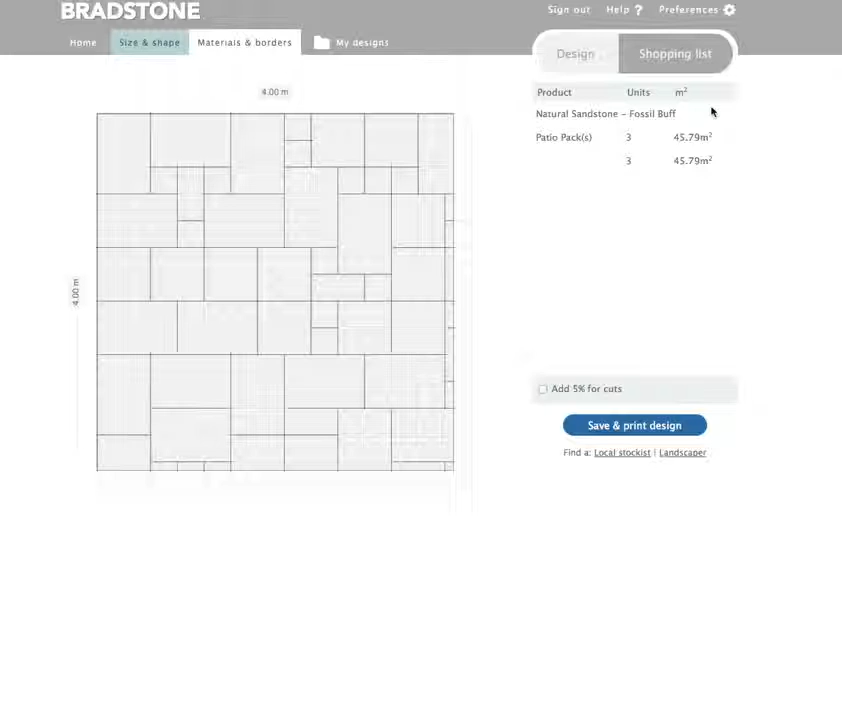 BRADSTONE
Sign out Help ? Preferences
Home Size & shape Materials & borders My designs
Design Shopping list
4.00 m
Product Units m²
Natural Sandstone – Fossil Buff
Patio Pack(s) 3 45.79m²
3 45.79m²
4.00 m
Add 5% for cuts
Save & print design
Find a: Local stockist | Landscaper